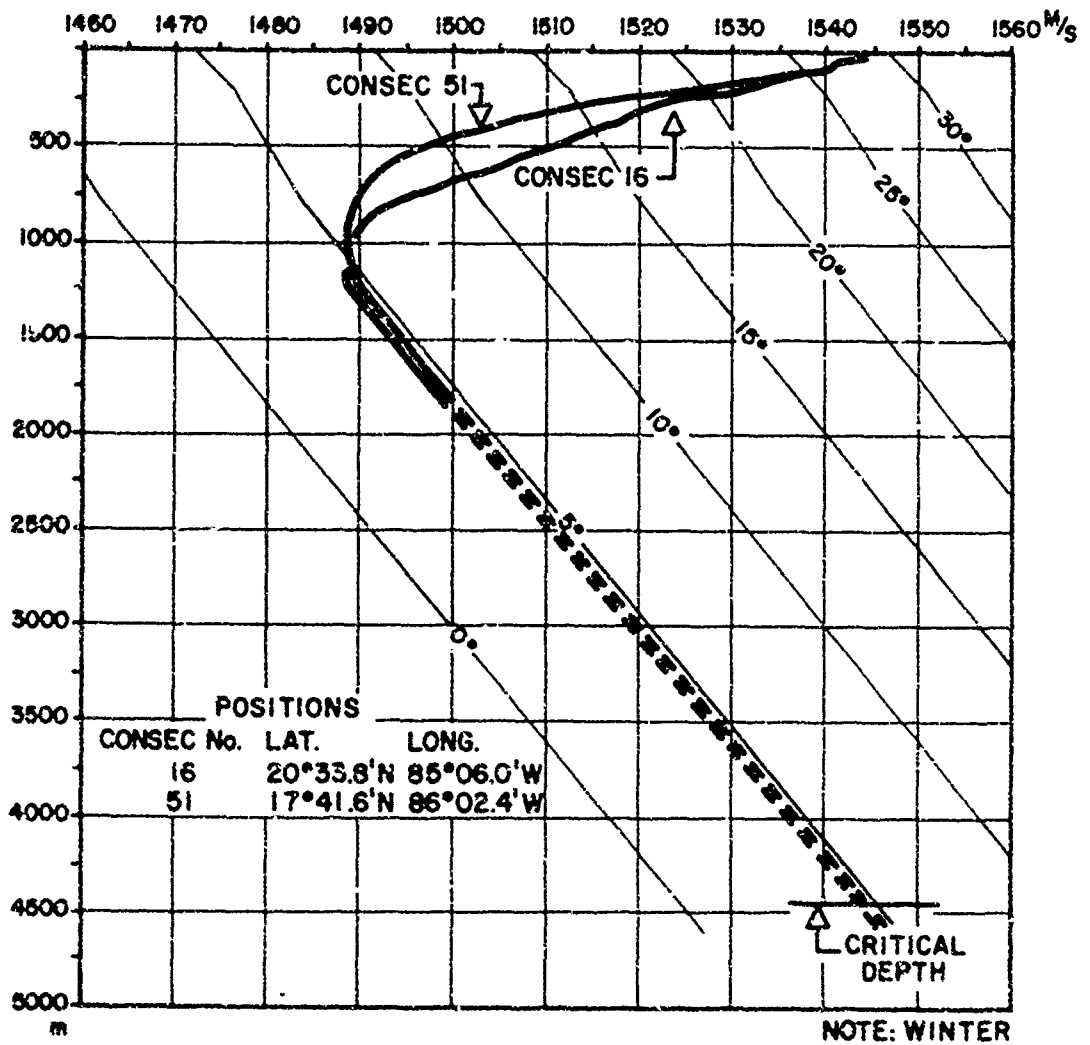 1460 1470 1480 1490 1500 1510 1520 1530 1540 1550 1560 M/S
CONSEC 51
30°
500
CONSEC 16
25°
1000
20°
1500
15°
10°
2000
2500
5°
3000
0°
3500
POSITIONS
CONSEC No. LAT. LONG.
16 20°33.8'N 85°06.0'W
51 17°41.6'N 86°02.4'W
4000
4500
CRITICAL
DEPTH
5000
m
NOTE: WINTER